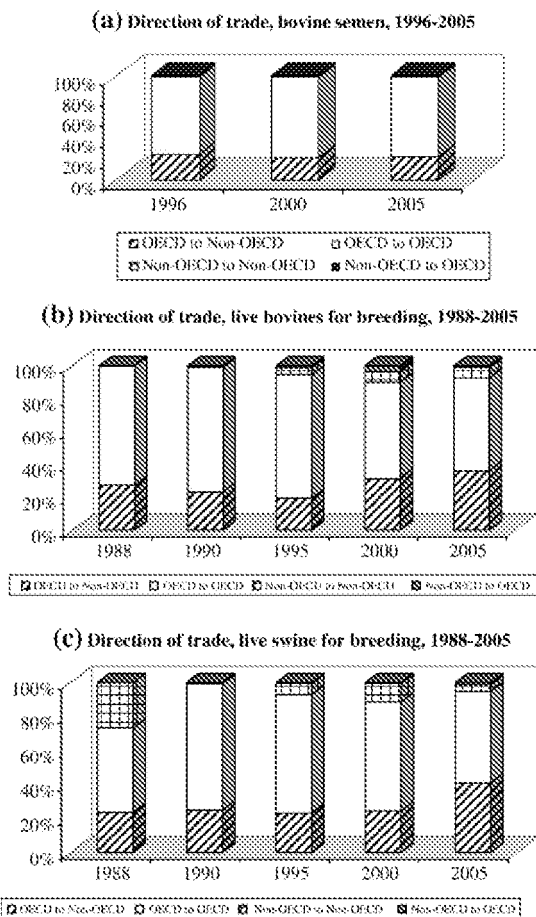 (a) Direction of trade, bovine semen, 1996-2005
100%
80%
60%
40%
20%
0%
1996 2000 2005
OECD to Non-OECD OECD to OECD
Non-OECD to Non-OECD Non-OECD to OECD
(b) Direction of trade, live bovines for breeding, 1988-2005
100%
80%
60%
40%
20%
0%
1988 1990 1995 2000 2005
OECD to Non-OECD OECD to OECD Non-OECD to Non-OECD Non-OECD to OECD
(c) Direction of trade, live swine for breeding, 1988-2005
100%
80%
60%
40%
20%
0%
1988 1990 1995 2000 2005
OECD to Non-OECD OECD to OECD Non-OECD to Non-OECD Non-OECD to OECD